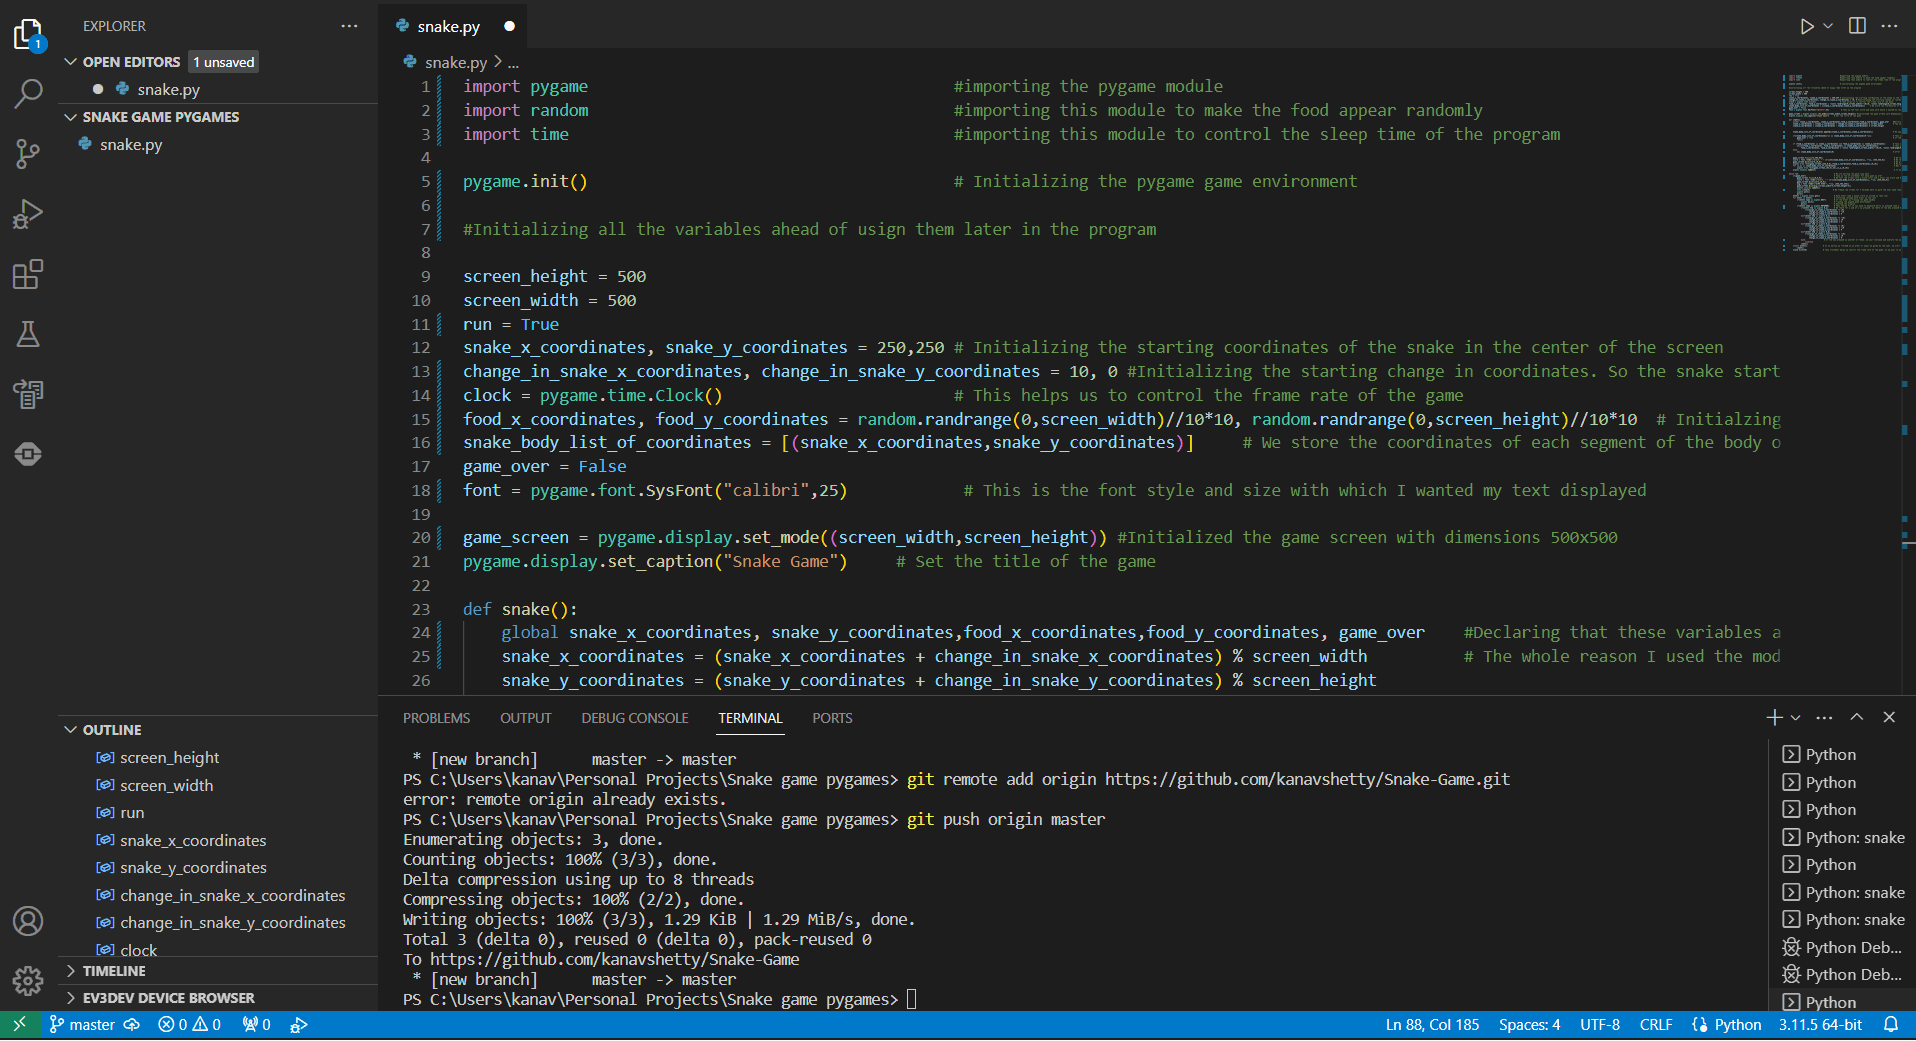 EXPLORER
OPEN EDITORS 1 unsaved
snake.py
SNAKE GAME PYGAMES
snake.py
OUTLINE
screen_height
screen_width
run
snake_x_coordinates
snake_y_coordinates
change_in_snake_x_coordinates
change_in_snake_y_coordinates
clock
TIMELINE
EV3DEV DEVICE BROWSER
1
snake.py
snake.py > ...
1 import pygame #importing the pygame module
2 import random #importing this module to make the food appear randomly
3 import time #importing this module to control the sleep time of the program
4
5 pygame.init() # Initializing the pygame game environment
6
7 #Initializing all the variables ahead of usign them later in the program
8
9 screen_height = 500
10 screen_width = 500
11 run = True
12 snake_x_coordinates, snake_y_coordinates = 250,250 # Initializing the starting coordinates of the snake in the center of the screen
13 change_in_snake_x_coordinates, change_in_snake_y_coordinates = 10, 0 #Initializing the starting change in coordinates. So the snake start
14 clock = pygame.time.Clock() # This helps us to control the frame rate of the game
15 food_x_coordinates, food_y_coordinates = random.randrange(0,screen_width)//10*10, random.randrange(0,screen_height)//10*10 # Initialzing
16 snake_body_list_of_coordinates = [(snake_x_coordinates,snake_y_coordinates)] # We store the coordinates of each segment of the body o
17 game_over = False
18 font = pygame.font.SysFont("calibri",25) # This is the font style and size with which I wanted my text displayed
19
20 game_screen = pygame.display.set_mode((screen_width,screen_height)) #Initialized the game screen with dimensions 500x500
21 pygame.display.set_caption("Snake Game") # Set the title of the game
22
23 def snake():
24 global snake_x_coordinates, snake_y_coordinates,food_x_coordinates,food_y_coordinates, game_over #Declaring that these variables a
25 snake_x_coordinates = (snake_x_coordinates + change_in_snake_x_coordinates) % screen_width # The whole reason I used the mod
26 snake_y_coordinates = (snake_y_coordinates + change_in_snake_y_coordinates) % screen_height
PROBLEMS OUTPUT DEBUG CONSOLE TERMINAL PORTS
* [new branch] master -> master
PS C:\Users\kanav\Personal Projects\Snake game pygames> git remote add origin https://github.com/kanavshetty/Snake-Game.git
error: remote origin already exists.
PS C:\Users\kanav\Personal Projects\Snake game pygames> git push origin master
Enumerating objects: 3, done.
Counting objects: 100% (3/3), done.
Delta compression using up to 8 threads
Compressing objects: 100% (2/2), done.
Writing objects: 100% (3/3), 1.29 KiB | 1.29 MiB/s, done.
Total 3 (delta 0), reused 0 (delta 0), pack-reused 0
To https://github.com/kanavshetty/Snake-Game
* [new branch] master -> master
PS C:\Users\kanav\Personal Projects\Snake game pygames>
Python
Python
Python
Python: snake
Python
Python: snake
Python: snake
Python Deb...
Python Deb...
Python
master 0 0 0 Ln 88, Col 185 Spaces: 4 UTF-8 CRLF Python 3.11.5 64-bit